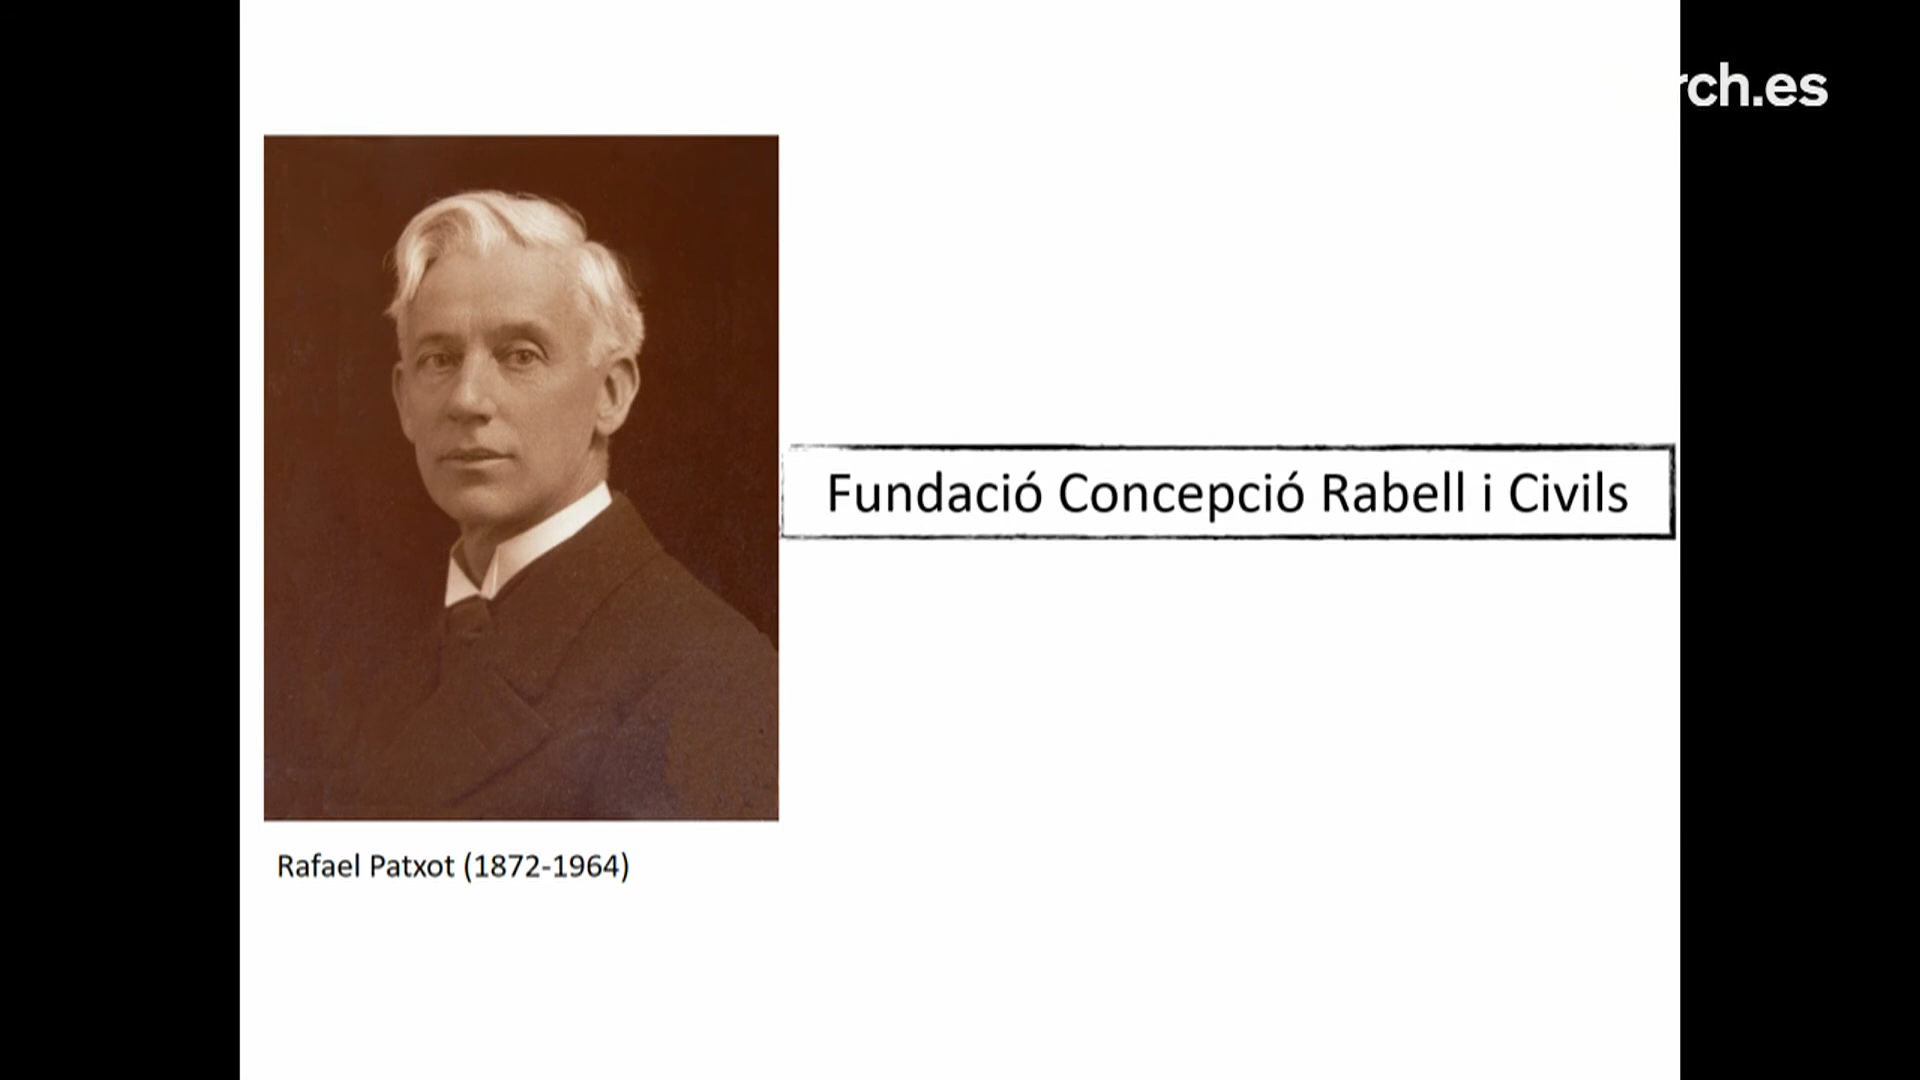 rch.es
Fundació Concepció Rabell i Civils
Rafael Patxot (1872-1964)